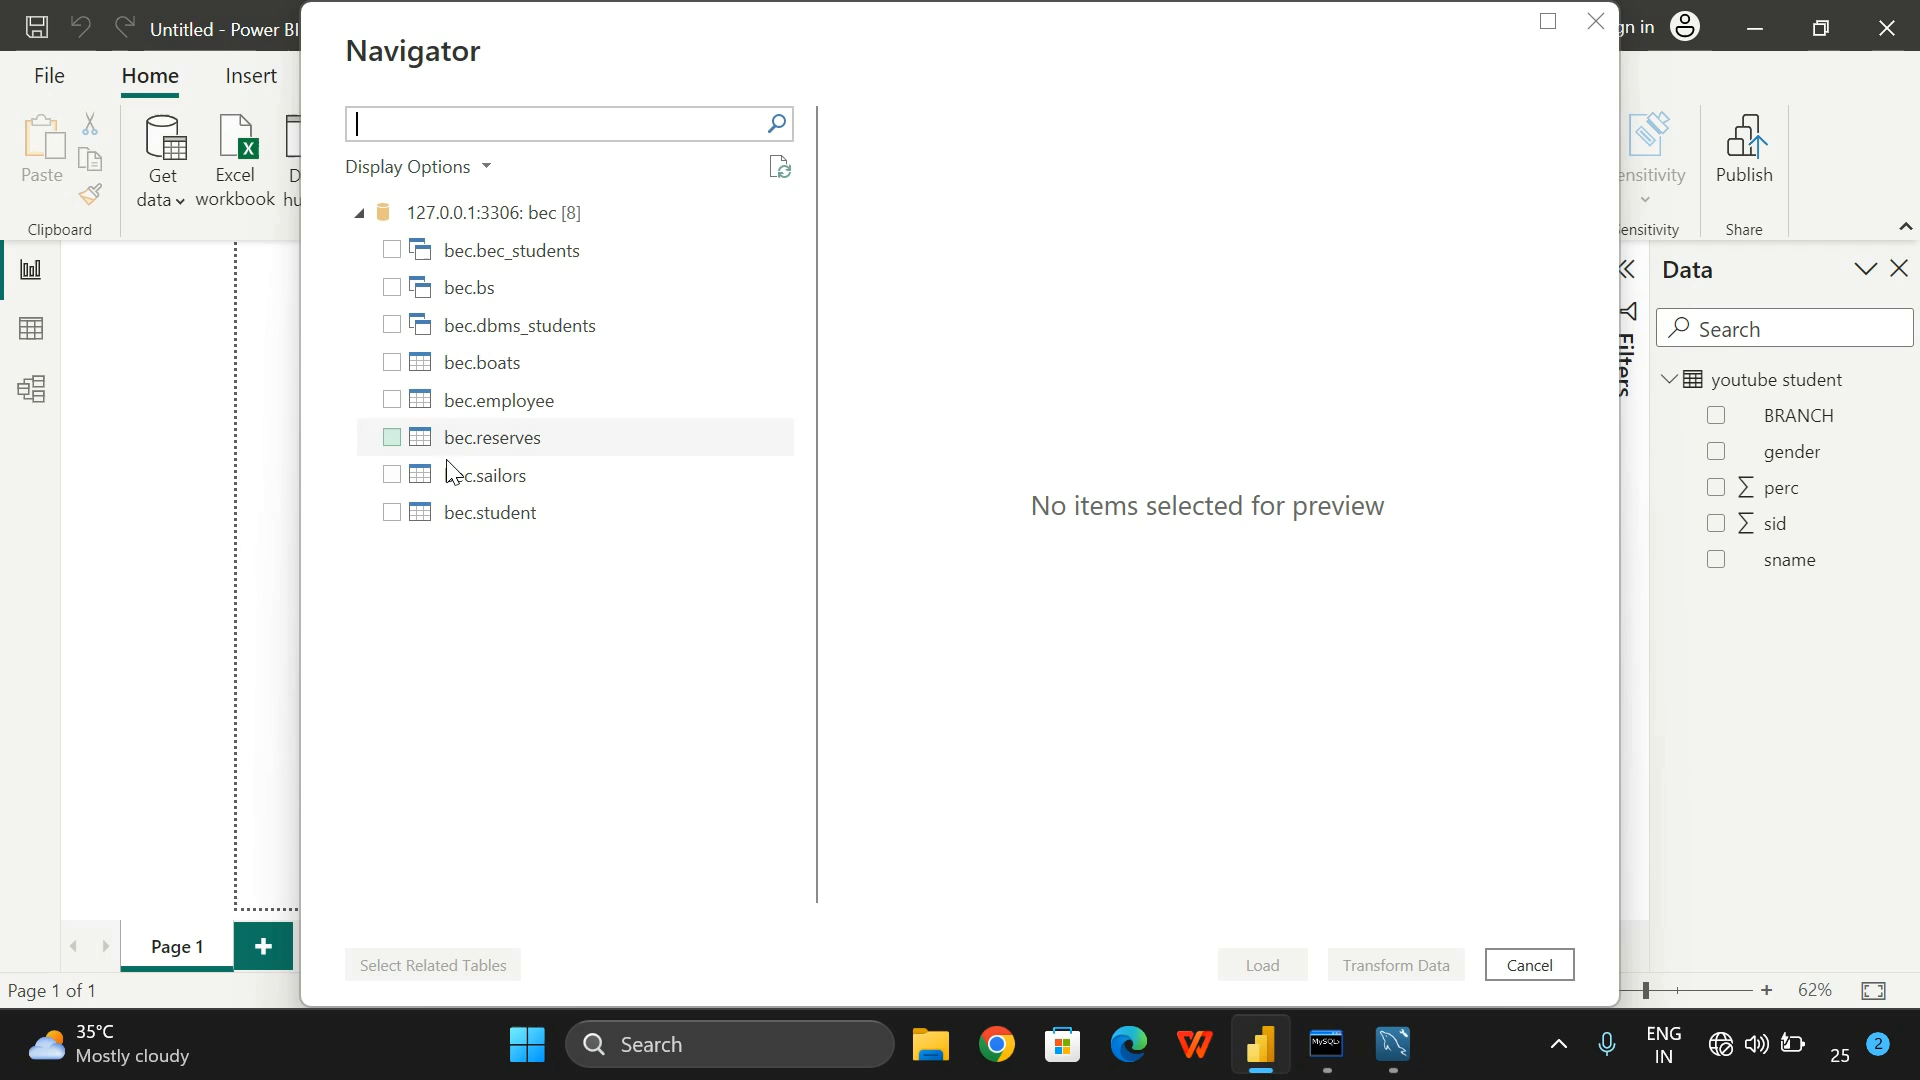 Untitled - Power BI
gn in
File
Home
Insert
Paste
Get
data
Excel
workbook
D
hu
Clipboard
ensitivity
ensitivity
Publish
Share
Navigator
Display Options
127.0.0.1:3306: bec [8]
bec.bec_students
bec.bs
bec.dbms_students
bec.boats
bec.employee
bec.reserves
bec.sailors
bec.student
No items selected for preview
Select Related Tables
Load
Transform Data
Cancel
Filters
Data
Search
youtube student
BRANCH
gender
∑ perc
∑ sid
sname
Page 1
+
Page 1 of 1
+
62%
35°C
Mostly cloudy
Search
MySQL
ENG
IN
25
2